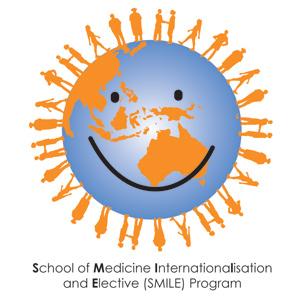 School of Medicine Internationalisation
and Elective (SMILE) Program